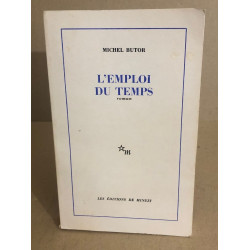 MICHEL BUTOR
L'EMPLOI
DU TEMPS
roman
m
LES ÉDITIONS DE MINUIT